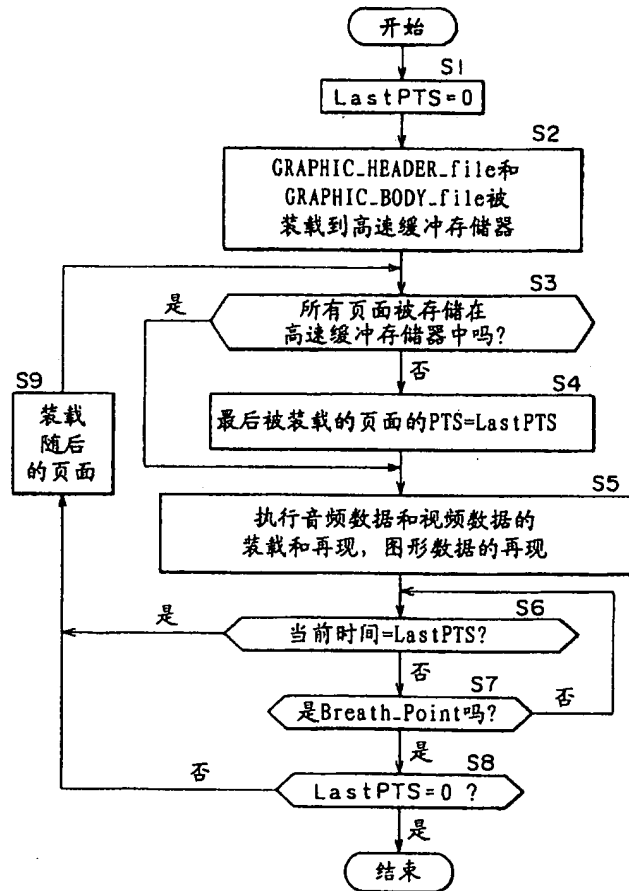 开始
S1
LastPTS=0
S2
GRAPHIC_HEADER_file和
GRAPHIC_BODY_file被
装载到高速缓冲存储器
S3
是
所有页面被存储在
高速缓冲存储器中吗?
否
S9
装载
随后
的页面
S4
最后被装载的页面的PTS=LastPTS
S5
执行音频数据和视频数据的
装载和再现, 图形数据的再现
S6
是
当前时间=LastPTS?
否
S7
是Breath_Point吗?
否
是
S8
否
LastPTS=0 ?
是
结束